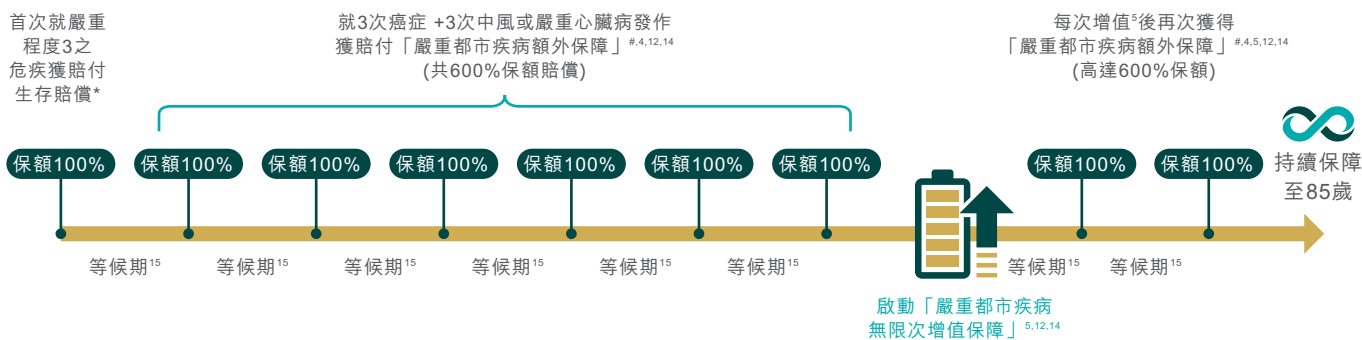 首次就嚴重
程度3之
危疾獲賠付
生存賠償*
就3次癌症 +3次中風或嚴重心臟病發作
獲賠付「嚴重都市疾病額外保障」#,4,12,14
(共600%保額賠償)
每次增值5後再次獲得
「嚴重都市疾病額外保障」#,4,5,12,14
(高達600%保額)
保額100%
保額100%
保額100%
保額100%
保額100%
保額100%
保額100%
保額100%
保額100%
持續保障
至85歲
等候期15
等候期15
等候期15
等候期15
等候期15
等候期15
等候期15
等候期15
啟動「嚴重都市疾病
無限次增值保障」5,12,14